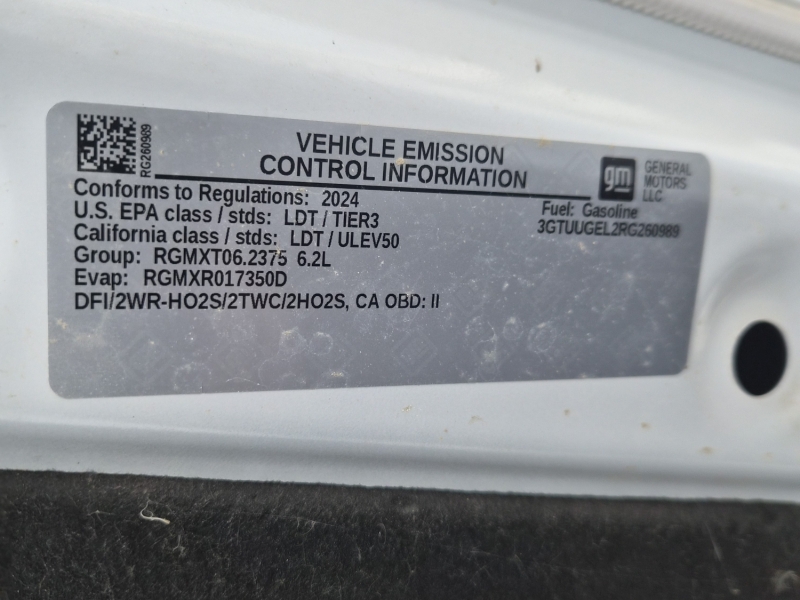 RG260989
VEHICLE EMISSION
CONTROL INFORMATION
gm
GENERAL
MOTORS
LLC
Conforms to Regulations: 2024
U.S. EPA class / stds: LDT / TIER3
California class / stds: LDT / ULEV50
Group: RGMXT06.2375 6.2L
Evap: RGMXR017350D
DFI/2WR-HO2S/2TWC/2HO2S, CA OBD: II
Fuel: Gasoline
3GTUUGEL2RG260989